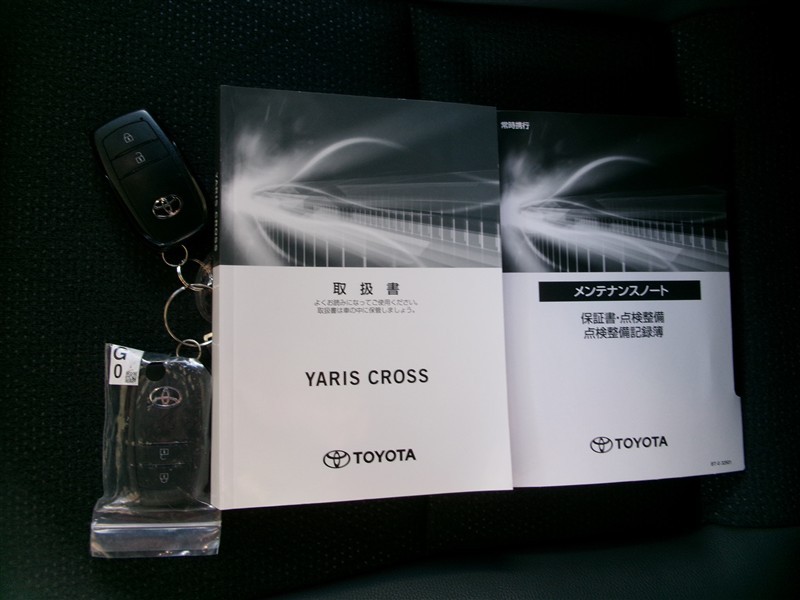 YARIS CROSS
取扱書
よくお読みになってご使用ください。
取扱書は車の中に保管しましょう。
YARIS CROSS
TOYOTA
常時携行
メンテナンスノート
保証書・点検整備
点検整備記録簿
TOYOTA
G
0